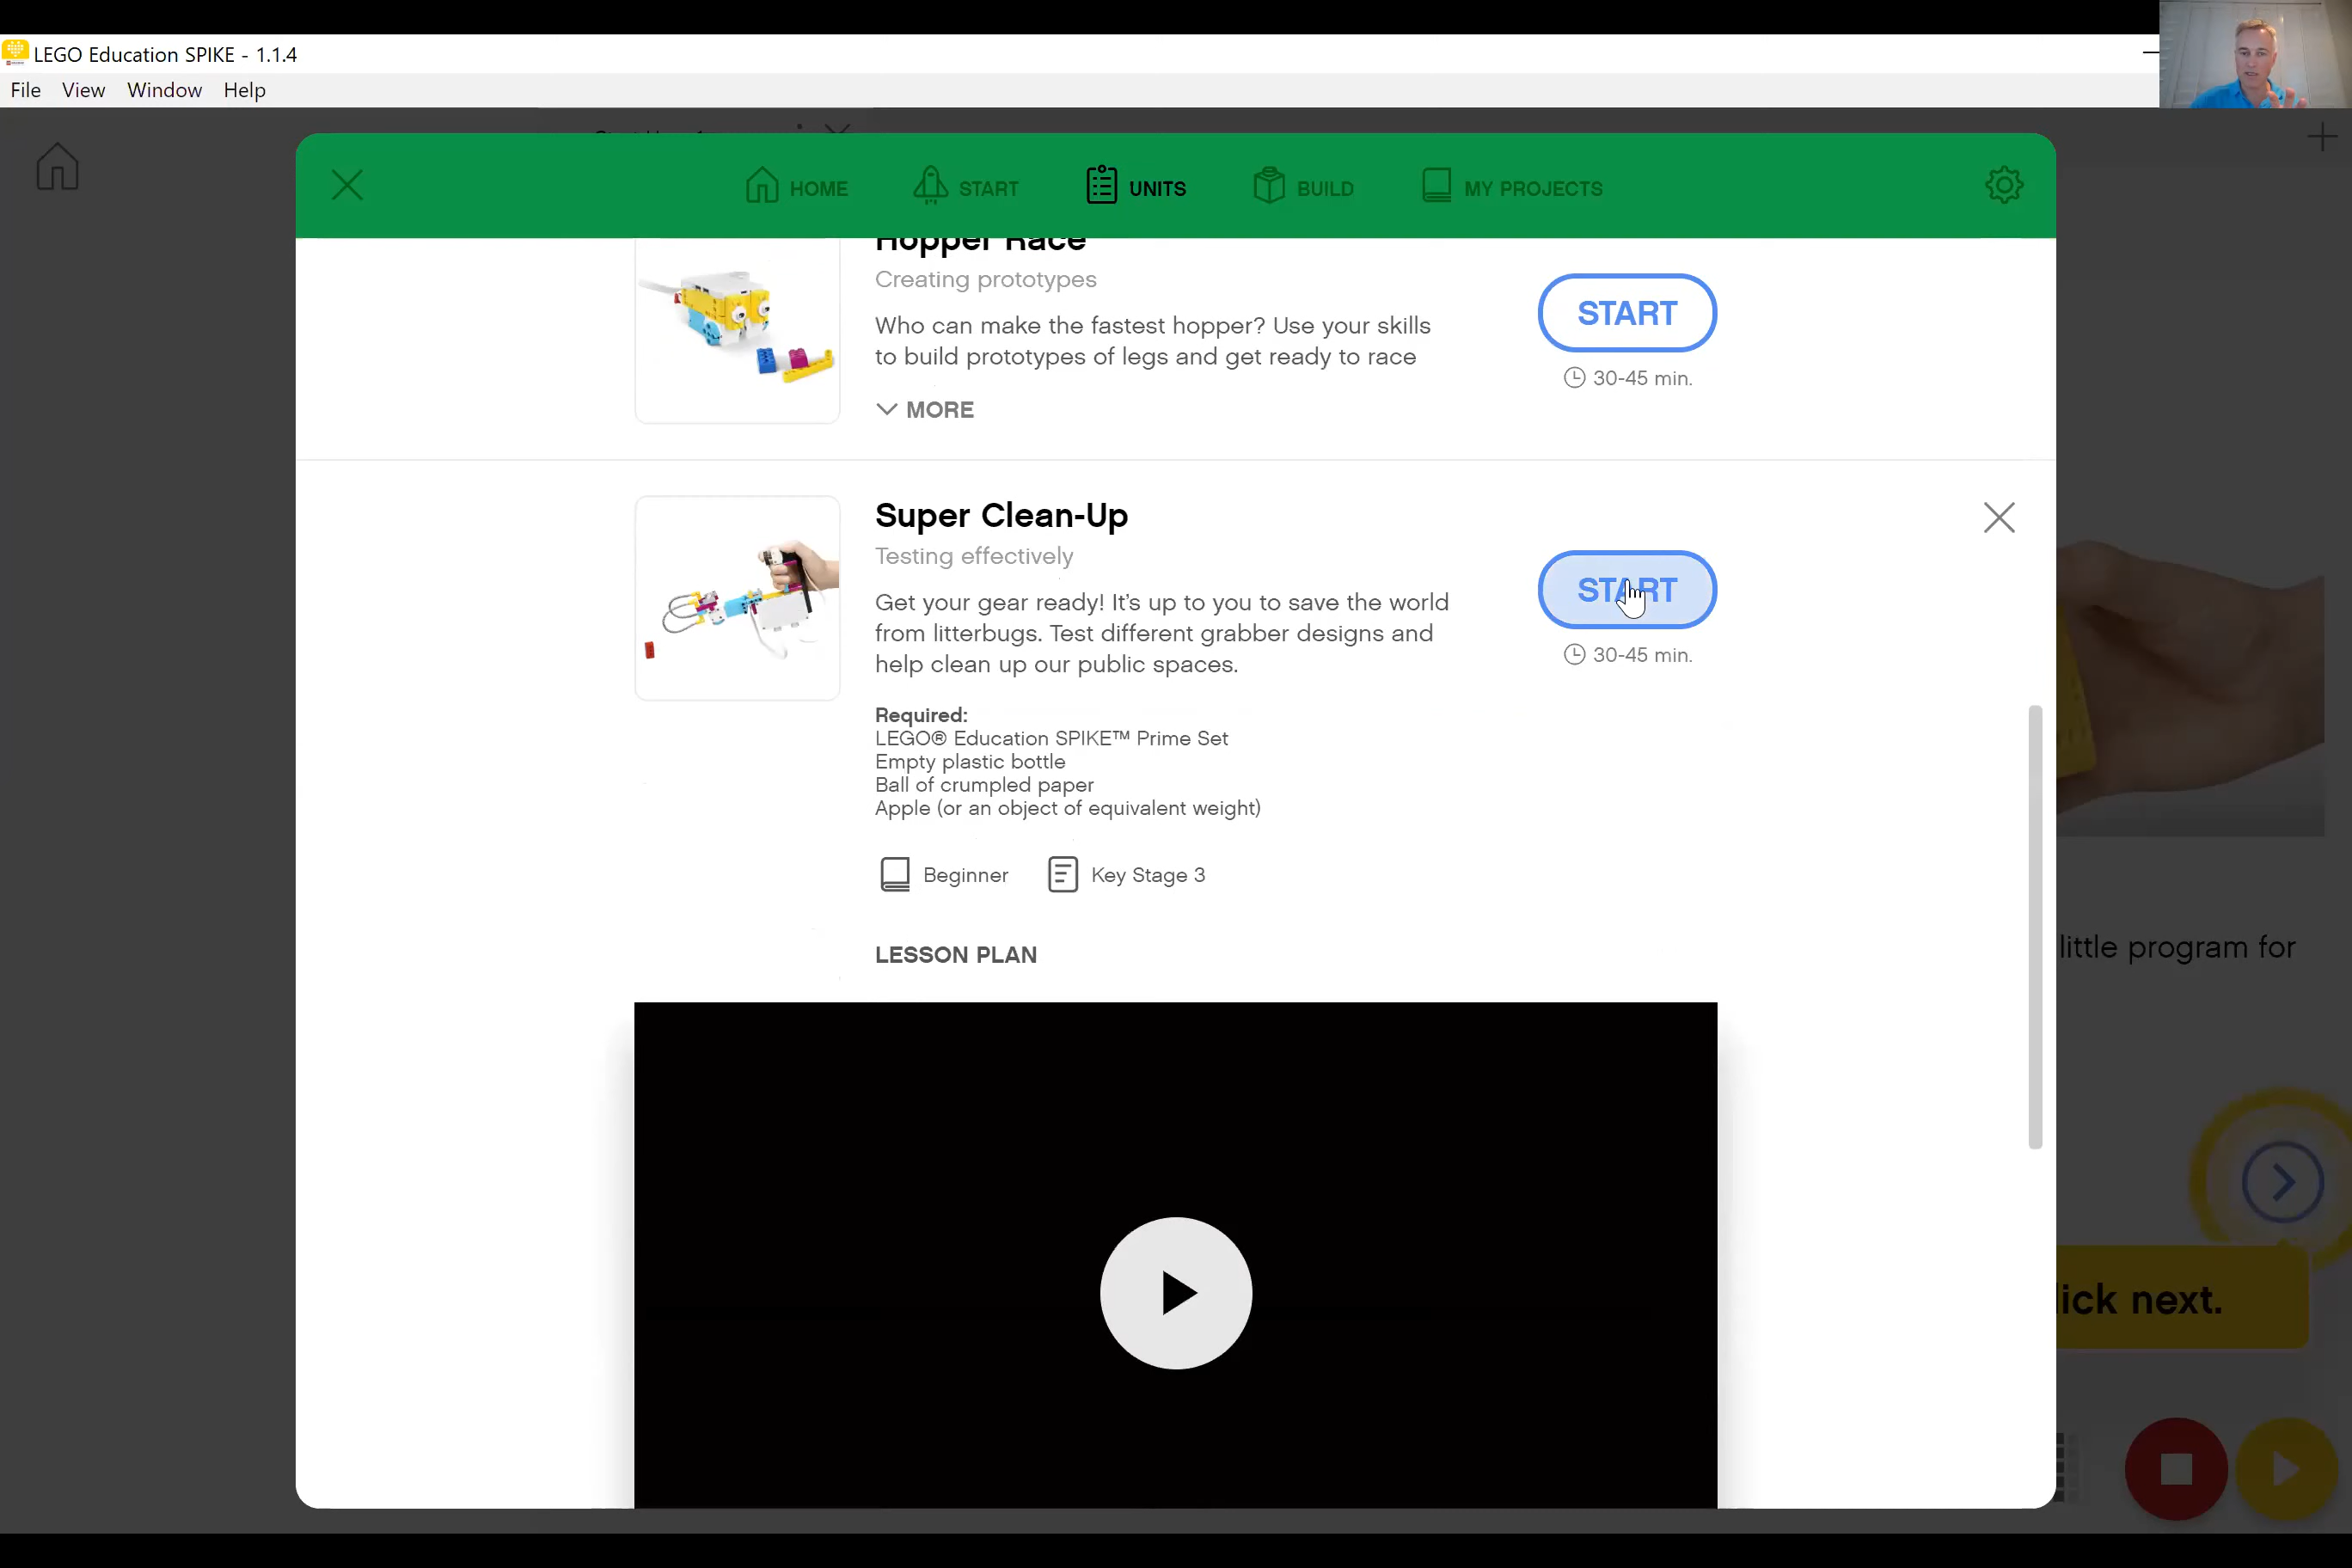 LEGO Education SPIKE - 1.1.4
File View Window Help
HOME START UNITS BUILD MY PROJECTS
Hopper Race
Creating prototypes
Who can make the fastest hopper? Use your skills
to build prototypes of legs and get ready to race
MORE
START
30-45 min.
Super Clean-Up
Testing effectively
Get your gear ready! It's up to you to save the world
from litterbugs. Test different grabber designs and
help clean up our public spaces.
START
30-45 min.
Required:
LEGO® Education SPIKE™ Prime Set
Empty plastic bottle
Ball of crumpled paper
Apple (or an object of equivalent weight)
Beginner Key Stage 3
LESSON PLAN
little program for
lick next.